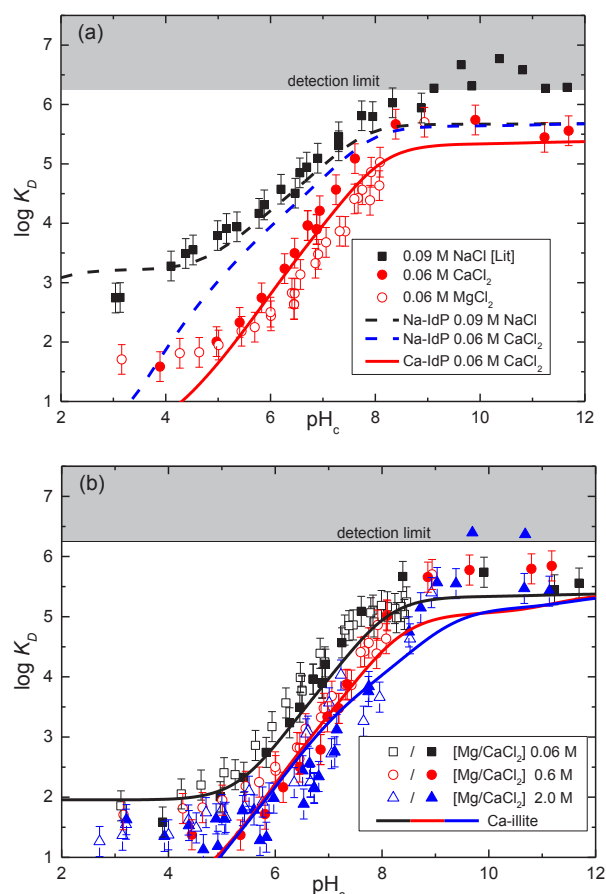 (a)
7
6
5
4
3
2
1
log K_D
detection limit
0.09 M NaCl [Lit]
0.06 M CaCl₂
0.06 M MgCl₂
Na-IdP 0.09 M NaCl
Na-IdP 0.06 M CaCl₂
Ca-IdP 0.06 M CaCl₂
2 4 6 8 10 12
pH_c
(b)
7
6
5
4
3
2
1
log K_D
detection limit
/ [Mg/CaCl₂] 0.06 M
/ [Mg/CaCl₂] 0.6 M
/ [Mg/CaCl₂] 2.0 M
Ca-illite
2 4 6 8 10 12
pH_c